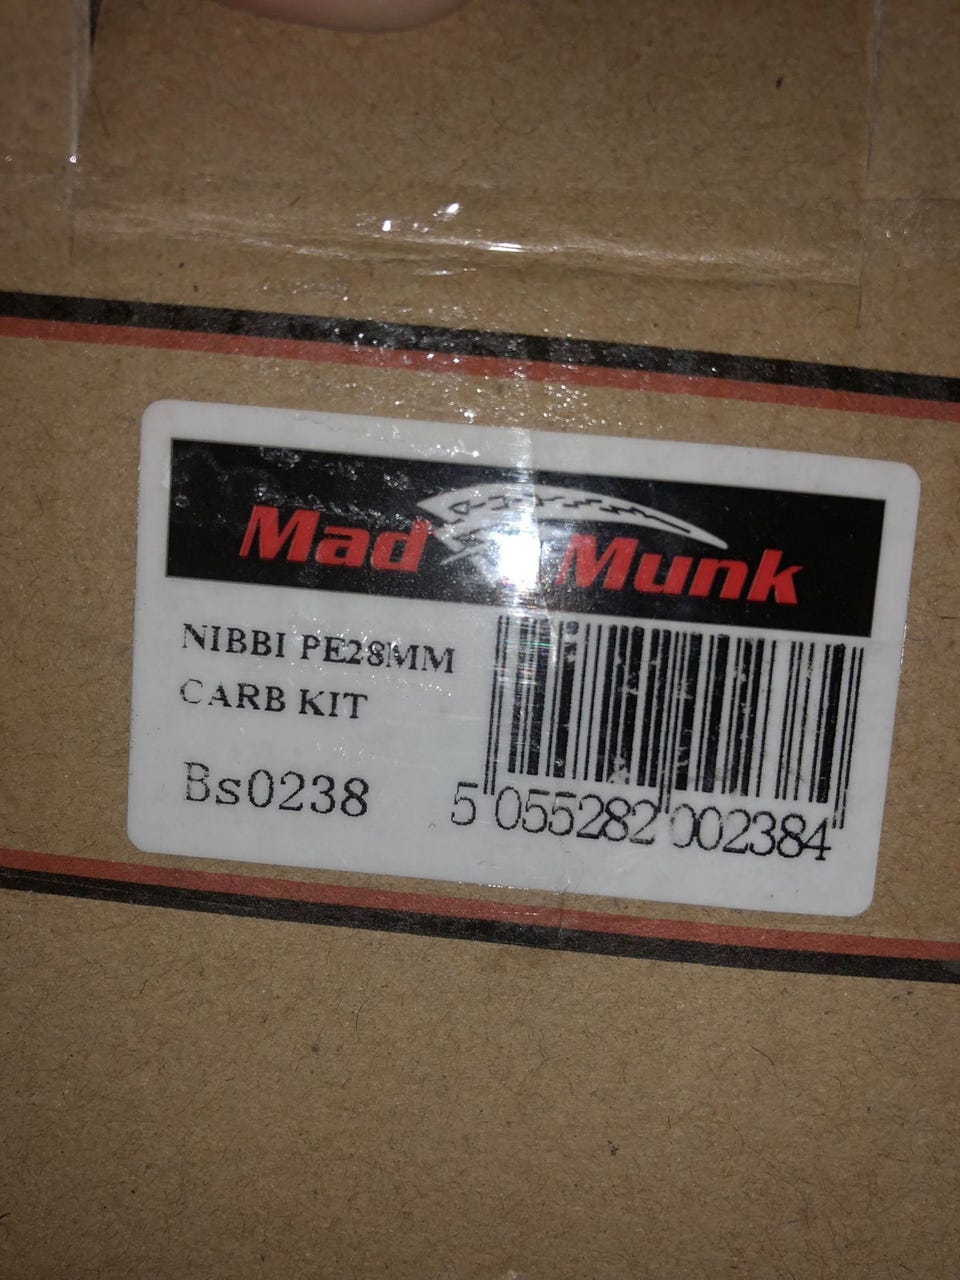 Mad Munk
NIBBI PE28MM
CARB KIT
Bs0238
5 055282 002384